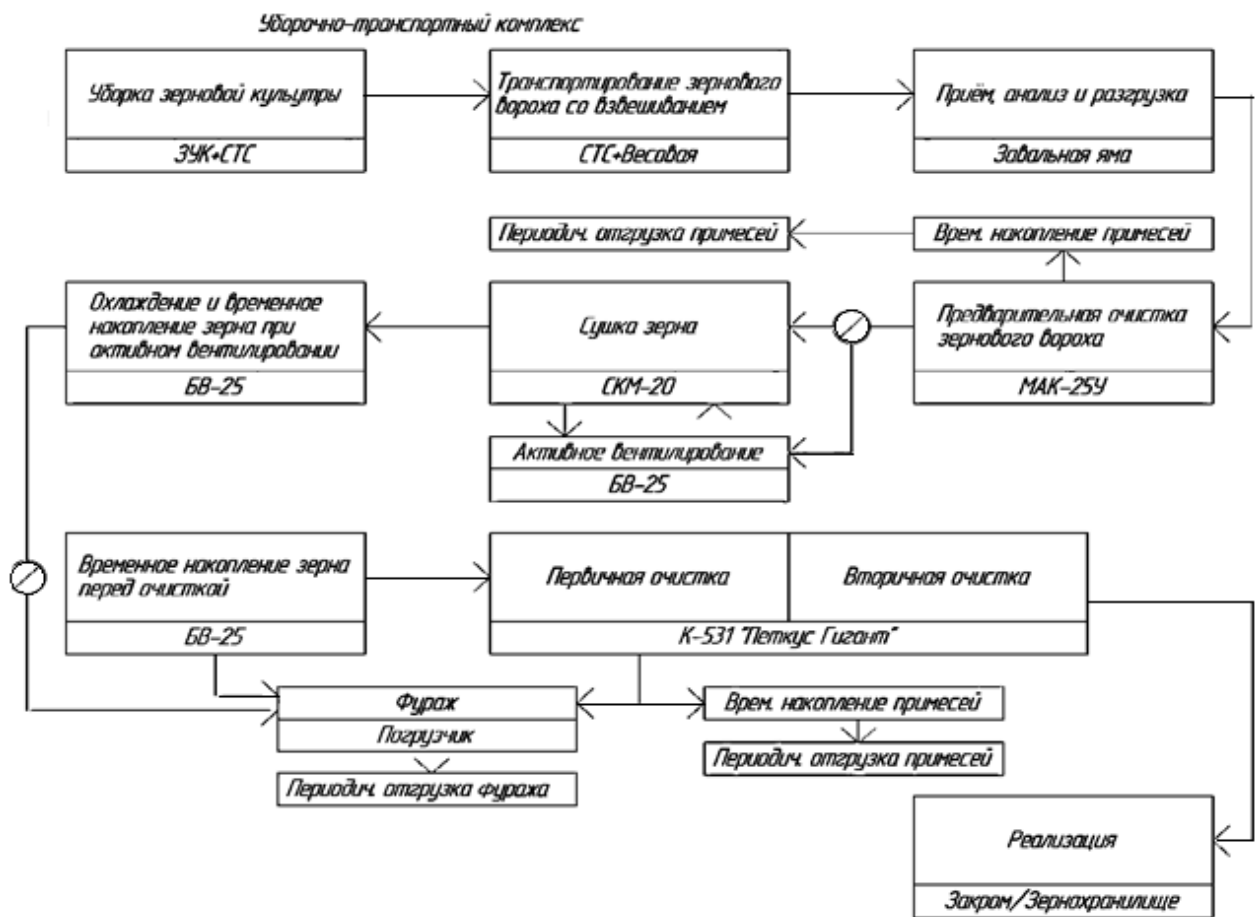 Уборочно-транспортный комплекс
Уборка зерновой кульутры
ЗУК+СТС
Транспортирование зернового
вороха со взвешиванием
СТС+Весовая
Приём, анализ и разгрузка
Завальная яма
Периодич. отгрузка примесей
Врем. накопление примесей
Охлаждение и временное
накопление зерна при
активном вентилировании
БВ-25
Сушка зерна
СКМ-20
Предварительная очистка
зернового вороха
МАК-25У
Активное вентилирование
БВ-25
Временное накопление зерна
перед очисткой
БВ-25
Первичная очистка
Вторичная очистка
К-531 "Петкус Гигант"
Фураж
Погрузчик
Периодич. отгрузка фуража
Врем. накопление примесей
Периодич. отгрузка примесей
Реализация
Закром/Зернохранилище